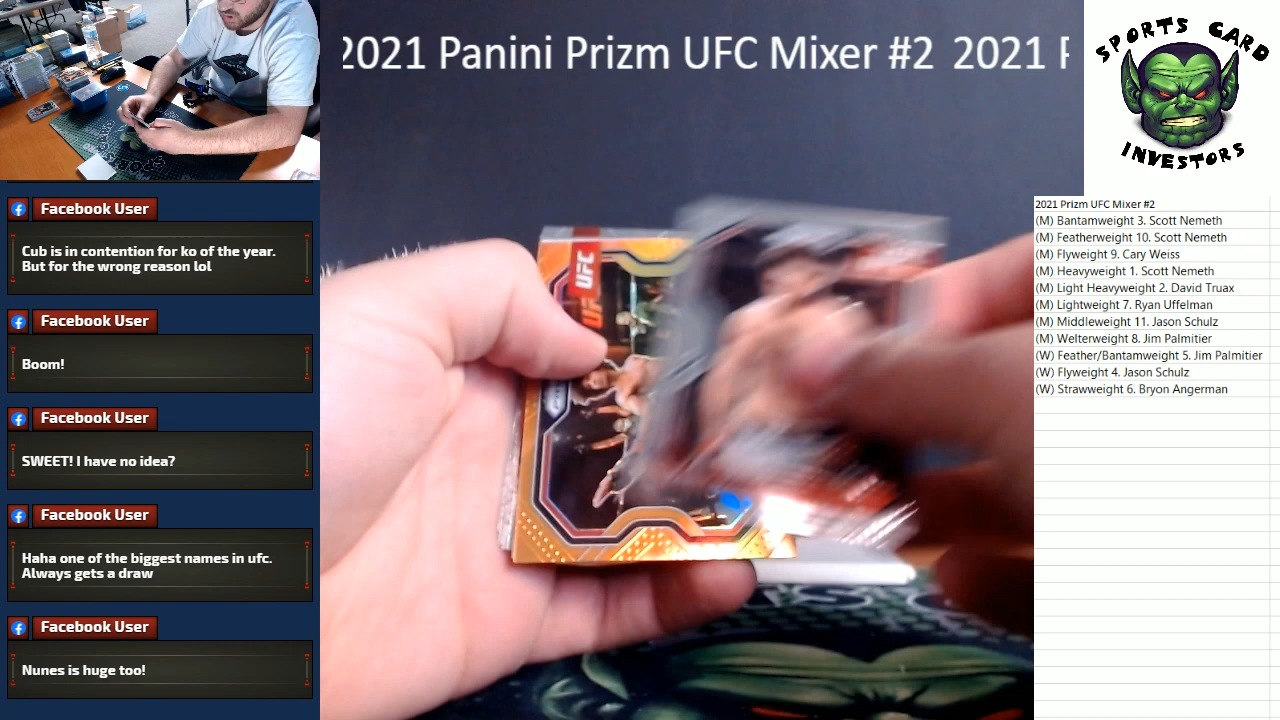 2021 Panini Prizm UFC Mixer #2 2021
SPORTS CARD
INVESTORS
Facebook User
Cub is in contention for ko of the year.
But for the wrong reason lol
Facebook User
Boom!
Facebook User
SWEET! I have no idea?
Facebook User
Haha one of the biggest names in ufc.
Always gets a draw
Facebook User
Nunes is huge too!
UFC
2021 Prizm UFC Mixer #2
(M) Bantamweight 3. Scott Nemeth
(M) Featherweight 10. Scott Nemeth
(M) Flyweight 9. Cary Weiss
(M) Heavyweight 1. Scott Nemeth
(M) Light Heavyweight 2. David Truax
(M) Lightweight 7. Ryan Uffelman
(M) Middleweight 11. Jason Schulz
(M) Welterweight 8. Jim Palmitier
(W) Feather/Bantamweight 5. Jim Palmitier
(W) Flyweight 4. Jason Schulz
(W) Strawweight 6. Bryon Angerman